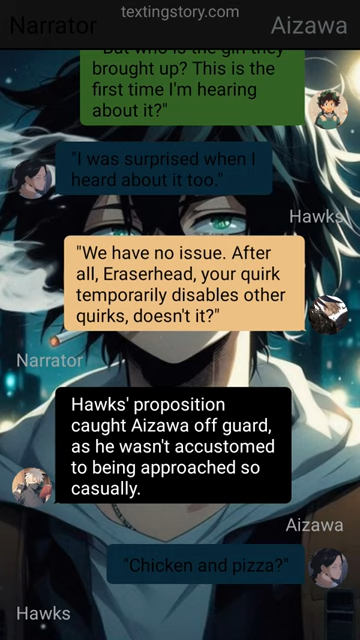 textingstory.com
Narrator
Aizawa
"But who is the girl they
brought up? This is the
first time I'm hearing
about it?"
"I was surprised when I
heard about it too."
Hawks
"We have no issue. After
all, Eraserhead, your quirk
temporarily disables other
quirks, doesn't it?"
Narrator
Hawks' proposition
caught Aizawa off guard,
as he wasn't accustomed
to being approached so
casually.
Aizawa
"Chicken and pizza?"
Hawks